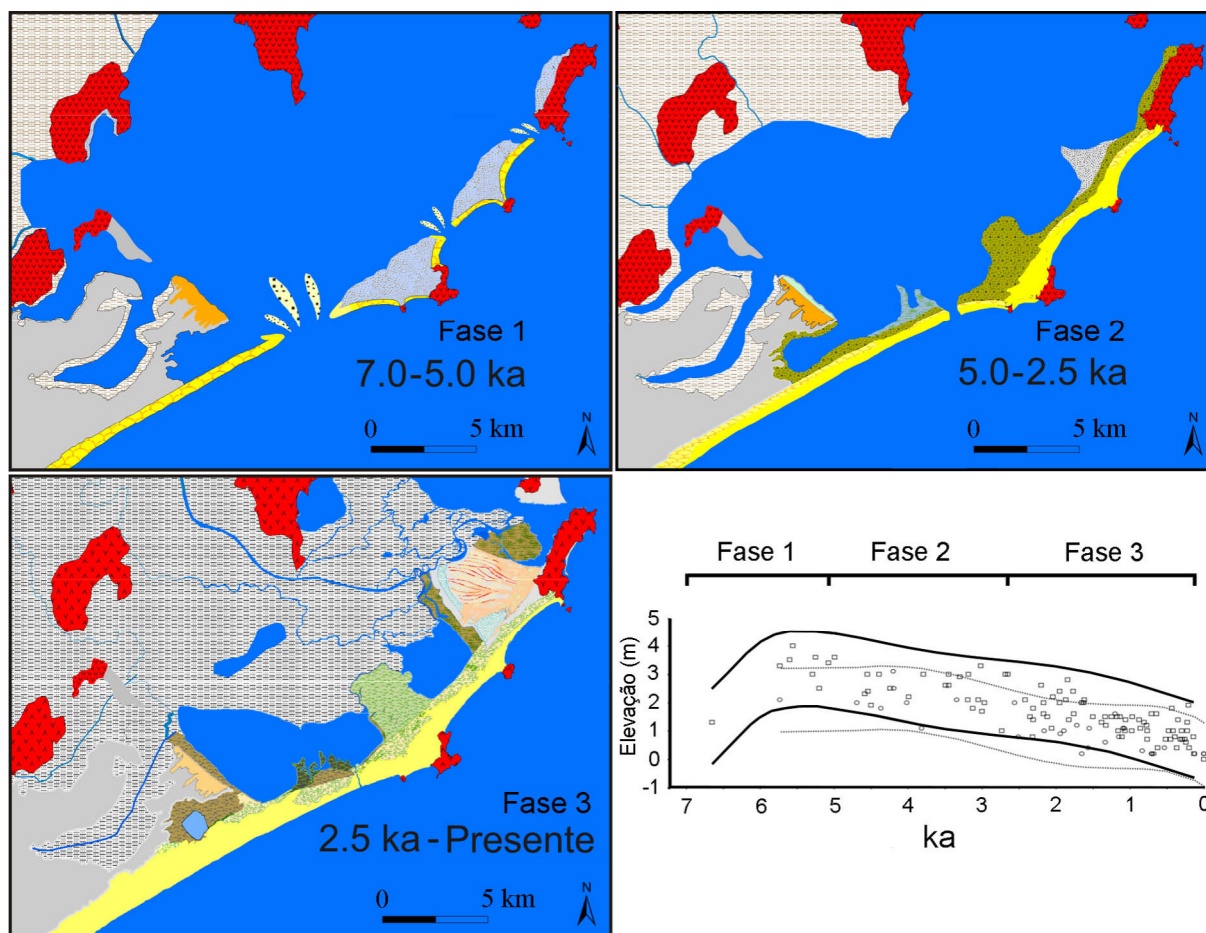 Fase 1
7.0-5.0 ka
0 5 km
N
Fase 2
5.0-2.5 ka
0 5 km
N
Fase 3
2.5 ka - Presente
0 5 km
N
Fase 1 Fase 2 Fase 3
Elevação (m)
5
4
3
2
1
0
-1
7 6 5 4 3 2 1 0
ka